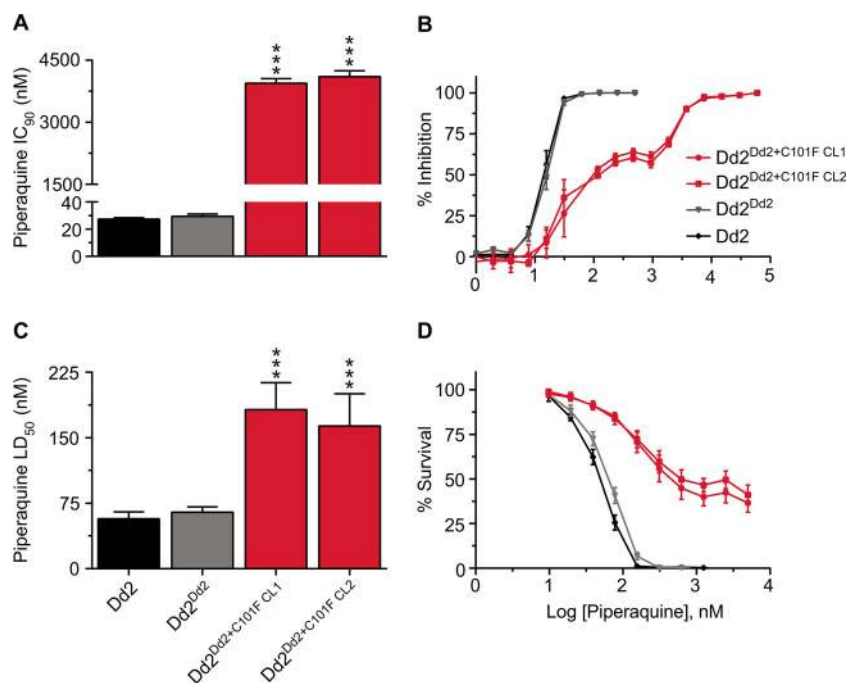 A
Piperaquine IC90 (nM)
4500
3000
1500
40
20
0
***
***
B
% Inhibition
100
75
50
25
0
0 1 2 3 4 5
Dd2Dd2+C101F CL1
Dd2Dd2+C101F CL2
Dd2Dd2
Dd2
C
Piperaquine LD50 (nM)
225
150
75
0
***
***
Dd2
Dd2Dd2
Dd2Dd2+C101F CL1
Dd2Dd2+C101F CL2
D
% Survival
100
75
50
25
0
0 1 2 3 4
Log [Piperaquine], nM